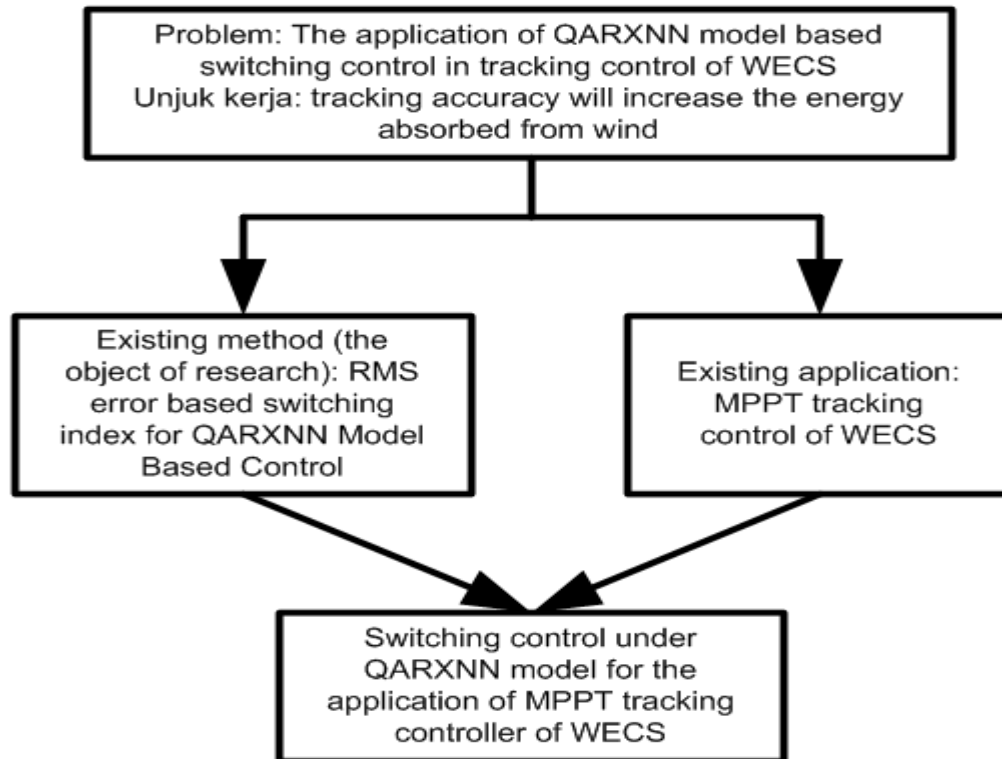 Problem: The application of QARXNN model based
switching control in tracking control of WECS
Unjuk kerja: tracking accuracy will increase the energy
absorbed from wind
Existing method (the
object of research): RMS
error based switching
index for QARXNN Model
Based Control
Existing application:
MPPT tracking
control of WECS
Switching control under
QARXNN model for the
application of MPPT tracking
controller of WECS